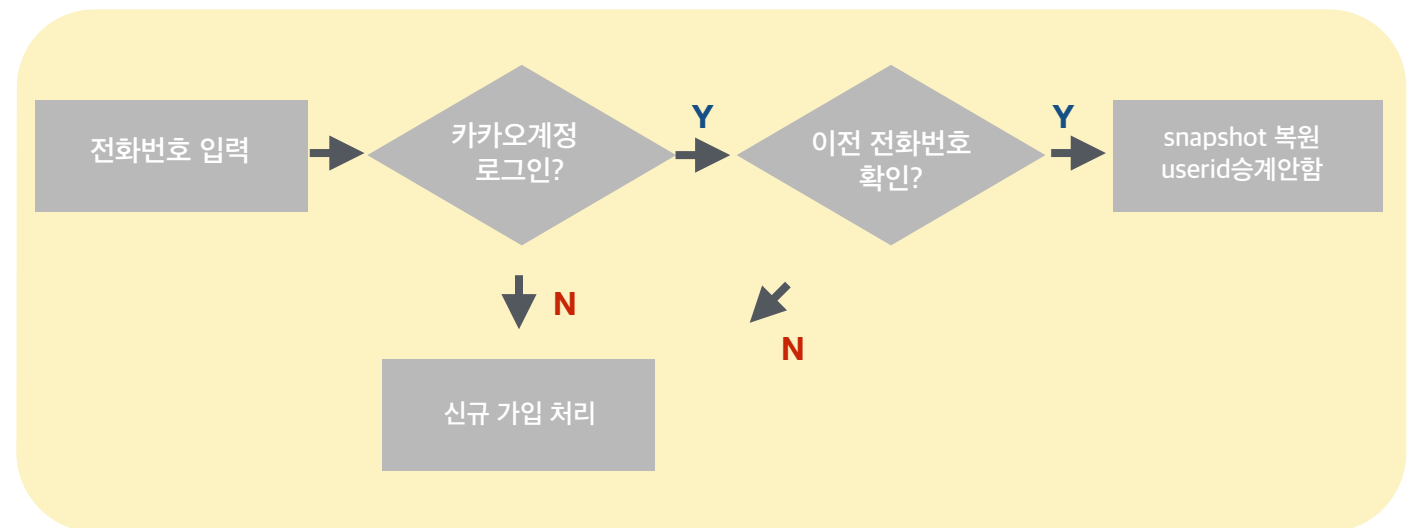 전화번호 입력
카카오계정
로그인?
Y
이전 전화번호
확인?
Y
snapshot 복원
userid승계안함
N
N
신규 가입 처리